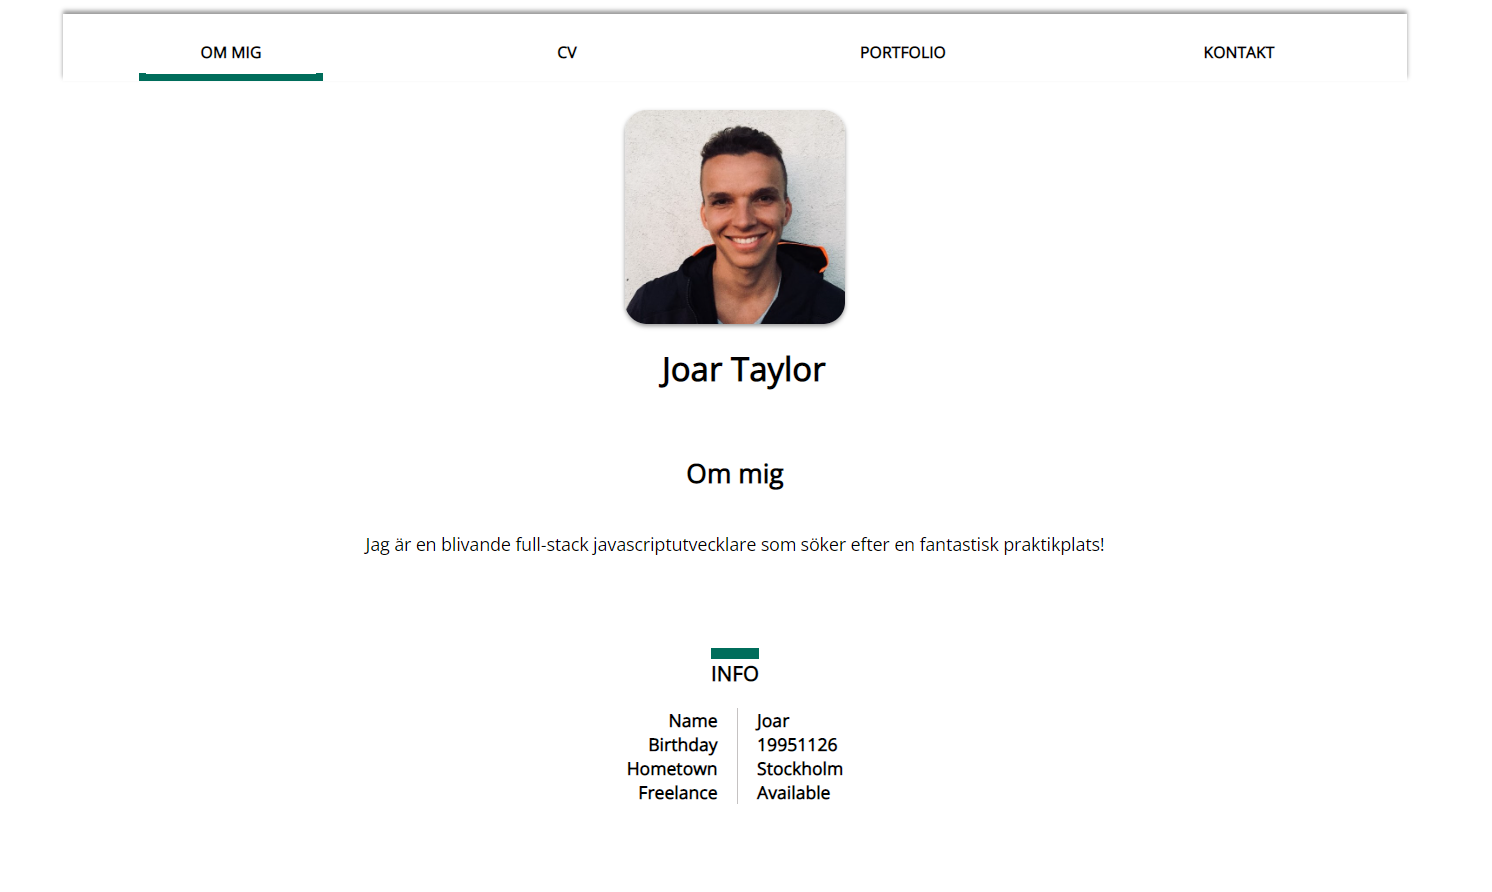 OM MIG CV PORTFOLIO KONTAKT
Joar Taylor
Om mig
Jag är en blivande full-stack javascriptutvecklare som söker efter en fantastisk praktikplats!
INFO
Name Joar
Birthday 19951126
Hometown Stockholm
Freelance Available